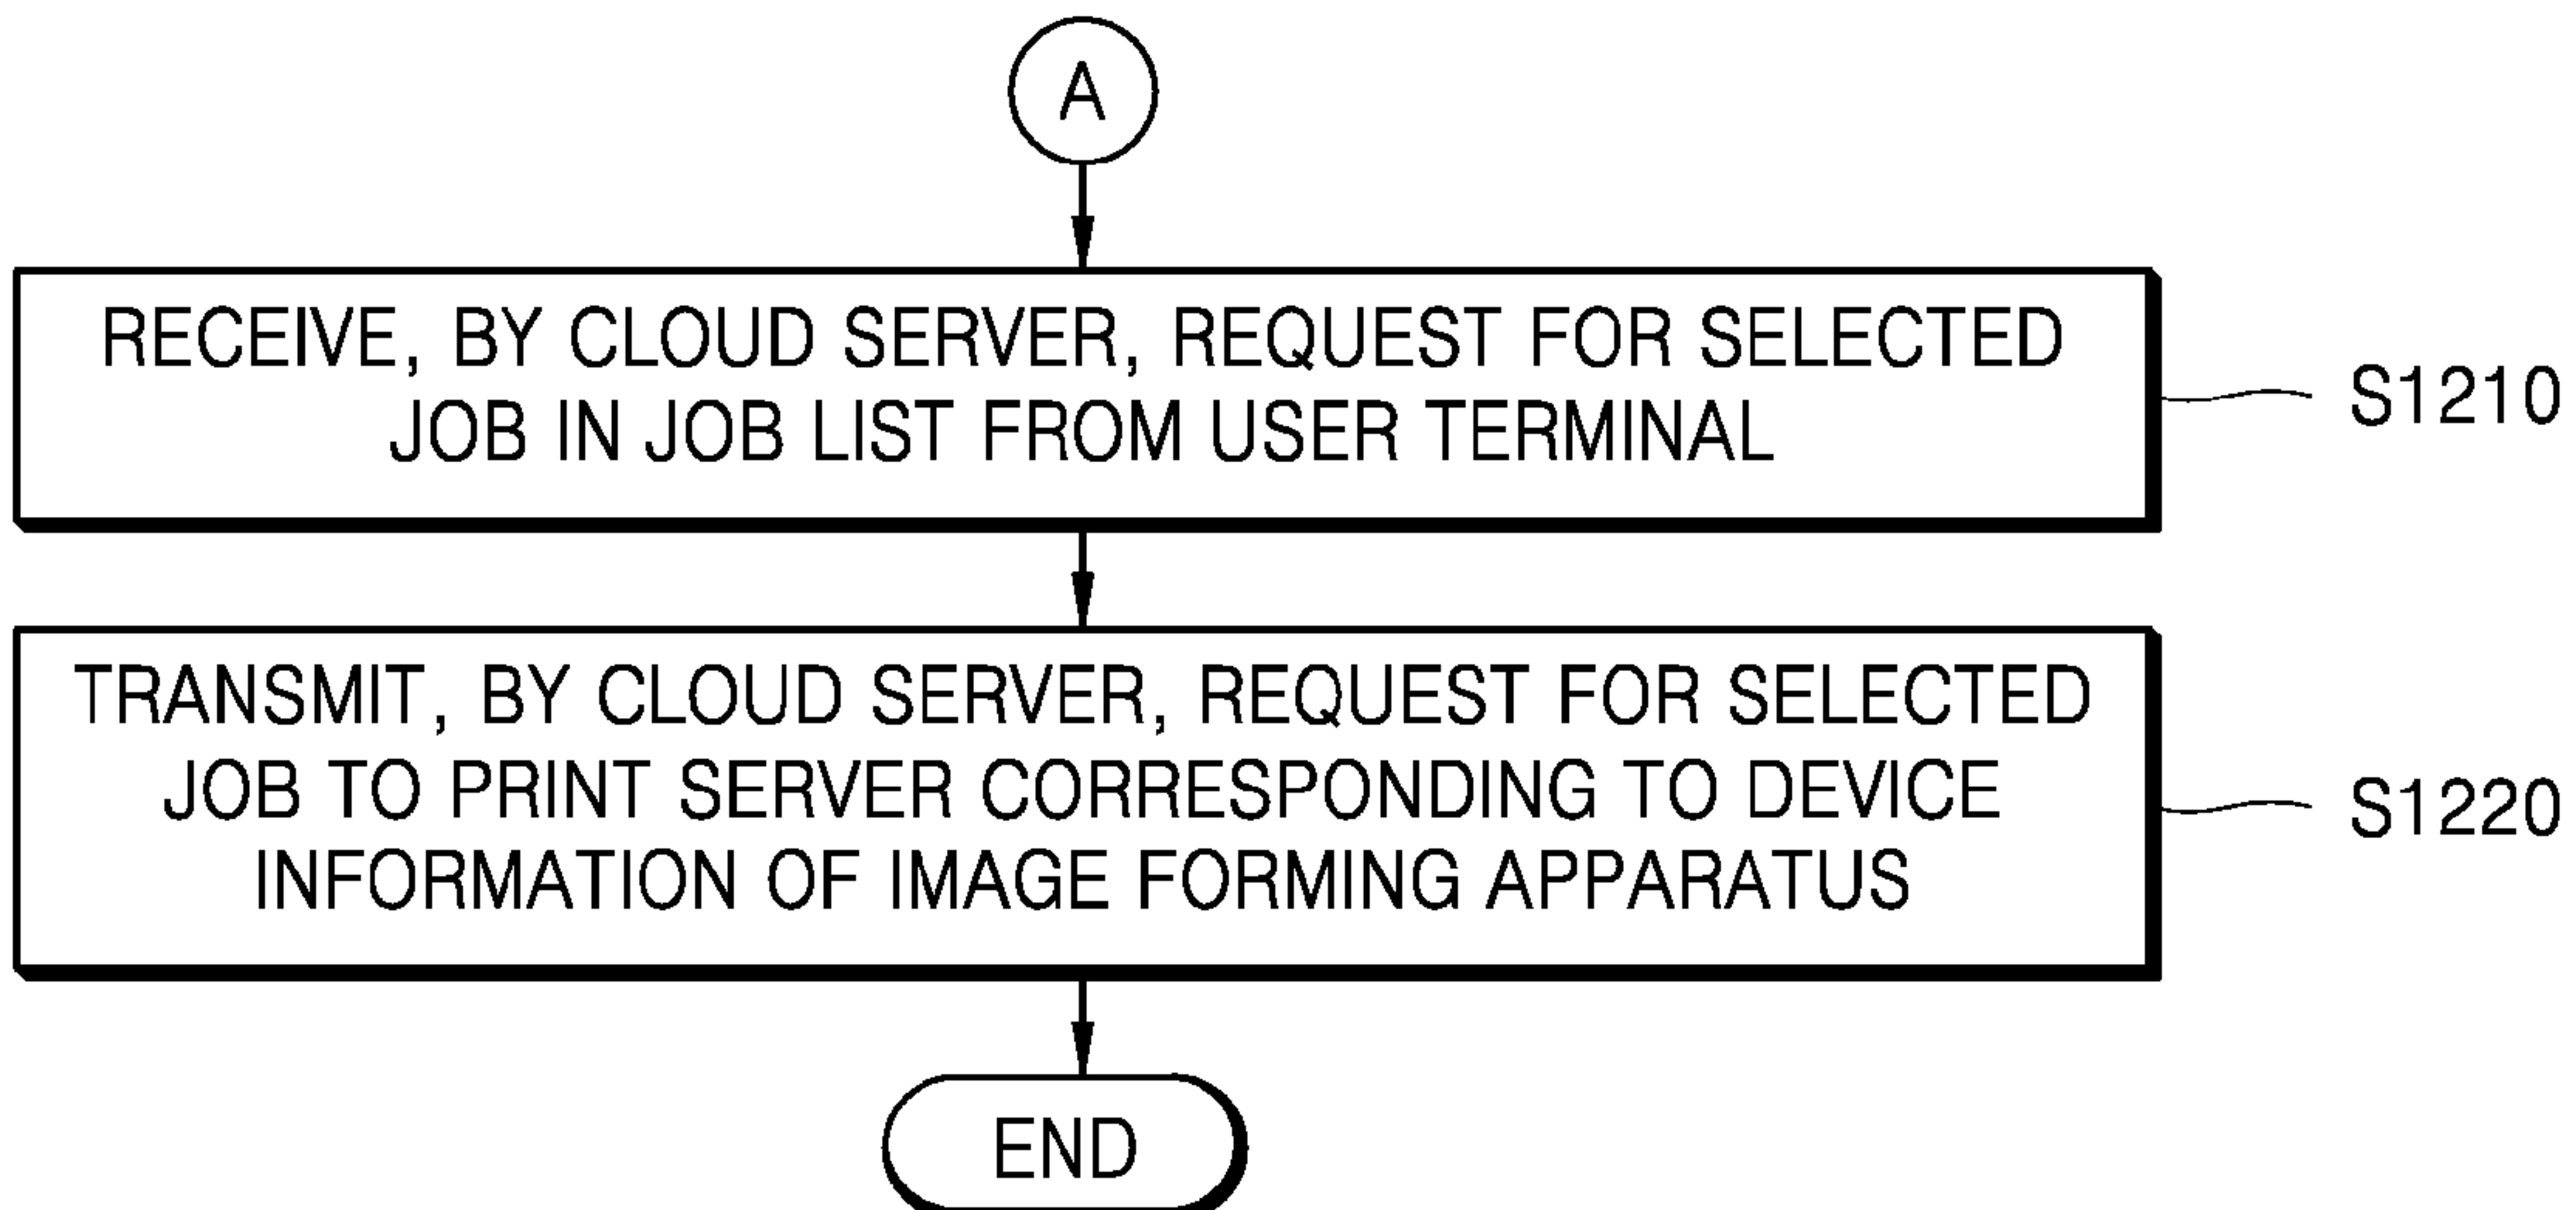 A
RECEIVE, BY CLOUD SERVER, REQUEST FOR SELECTED
JOB IN JOB LIST FROM USER TERMINAL
S1210
TRANSMIT, BY CLOUD SERVER, REQUEST FOR SELECTED
JOB TO PRINT SERVER CORRESPONDING TO DEVICE
INFORMATION OF IMAGE FORMING APPARATUS
S1220
END